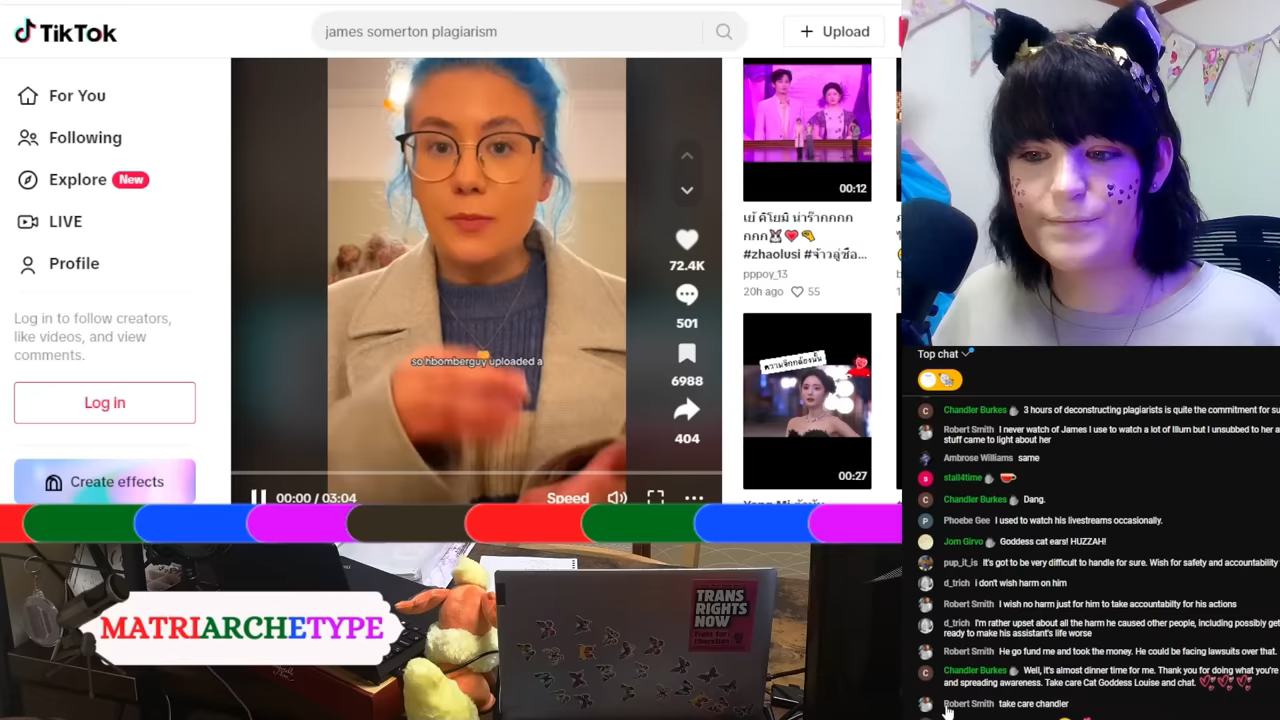 TikTok
james somerton plagiarism
Upload
For You
Following
Explore New
LIVE
Profile
Log in to follow creators,
like videos, and view
comments.
Log in
Create effects
so hbomberguy uploaded a
72.4K
501
6988
404
00:00 / 03:04
Speed
00:12
pppoy_13
20h ago 55
00:27
TRANS
RIGHTS
NOW
MATRIARCHETYPE
Top chat
Chandler Burkes 3 hours of deconstructing plagiarists is quite the commitment for su
Robert Smith I never watch of James I use to watch a lot of Illum but I unsubbed to her a
stuff came to light about her
Ambrose Williams same
stall4time
Chandler Burkes Dang.
Phoebe Gee I used to watch his livestreams occasionally.
Jom Girvo Goddess cat ears! HUZZAH!
pup_it_is It's got to be very difficult to handle for sure. Wish for safety and accountability
d_trich i don't wish harm on him
Robert Smith I wish no harm just for him to take accountabilty for his actions
d_trich I'm rather upset about all the harm he caused other people, including possibly get
ready to make his assistant's life worse
Robert Smith He go fund me and took the money. He could be facing lawsuits over that.
Chandler Burkes Well, it's almost dinner time for me. Thank you for doing what you're
and spreading awareness. Take care Cat Goddess Louise and chat.
Robert Smith take care chandler